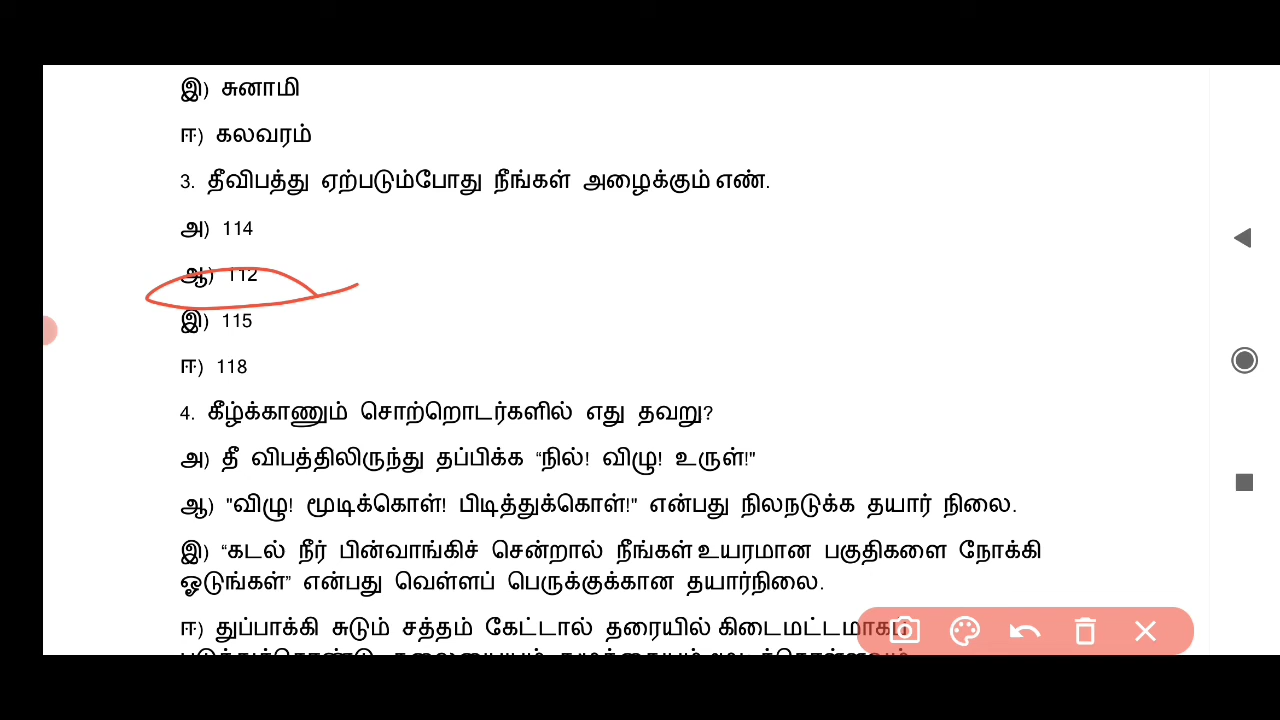 இ) சுனாமி
ஈ) கலவரம்
3. தீவிபத்து ஏற்படும்போது நீங்கள் அழைக்கும் எண்.
அ) 114
ஆ) 112
இ) 115
ஈ) 118
4. கீழ்க்காணும் சொற்றொடர்களில் எது தவறு?
அ) தீ விபத்திலிருந்து தப்பிக்க “நில்! விழு! உருள்!"
ஆ) "விழு! மூடிக்கொள்! பிடித்துக்கொள்!" என்பது நிலநடுக்க தயார் நிலை.
இ) “கடல் நீர் பின்வாங்கிச் சென்றால் நீங்கள் உயரமான பகுதிகளை நோக்கி
ஓடுங்கள்” என்பது வெள்ளப் பெருக்குக்கான தயார்நிலை.
ஈ) துப்பாக்கி சுடும் சத்தம் கேட்டால் தரையில் கிடைமட்டமாகப்